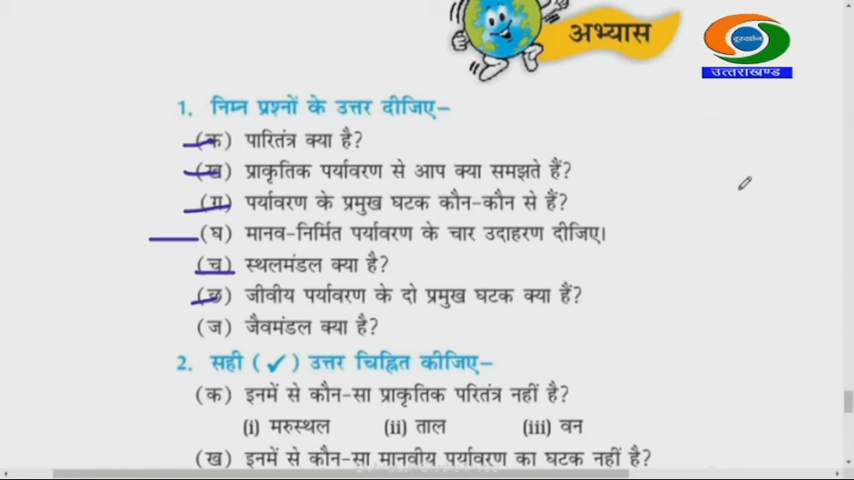 अभ्यास
दूरदर्शन
उत्तराखण्ड
1. निम्न प्रश्नों के उत्तर दीजिए–
(क) पारितंत्र क्या है?
(ख) प्राकृतिक पर्यावरण से आप क्या समझते हैं?
(ग) पर्यावरण के प्रमुख घटक कौन-कौन से हैं?
(घ) मानव-निर्मित पर्यावरण के चार उदाहरण दीजिए।
(च) स्थलमंडल क्या है?
(छ) जीवीय पर्यावरण के दो प्रमुख घटक क्या हैं?
(ज) जैवमंडल क्या है?
2. सही (✓) उत्तर चिह्नित कीजिए–
(क) इनमें से कौन-सा प्राकृतिक परितंत्र नहीं है?
(i) मरुस्थल (ii) ताल (iii) वन
(ख) इनमें से कौन-सा मानवीय पर्यावरण का घटक नहीं है?